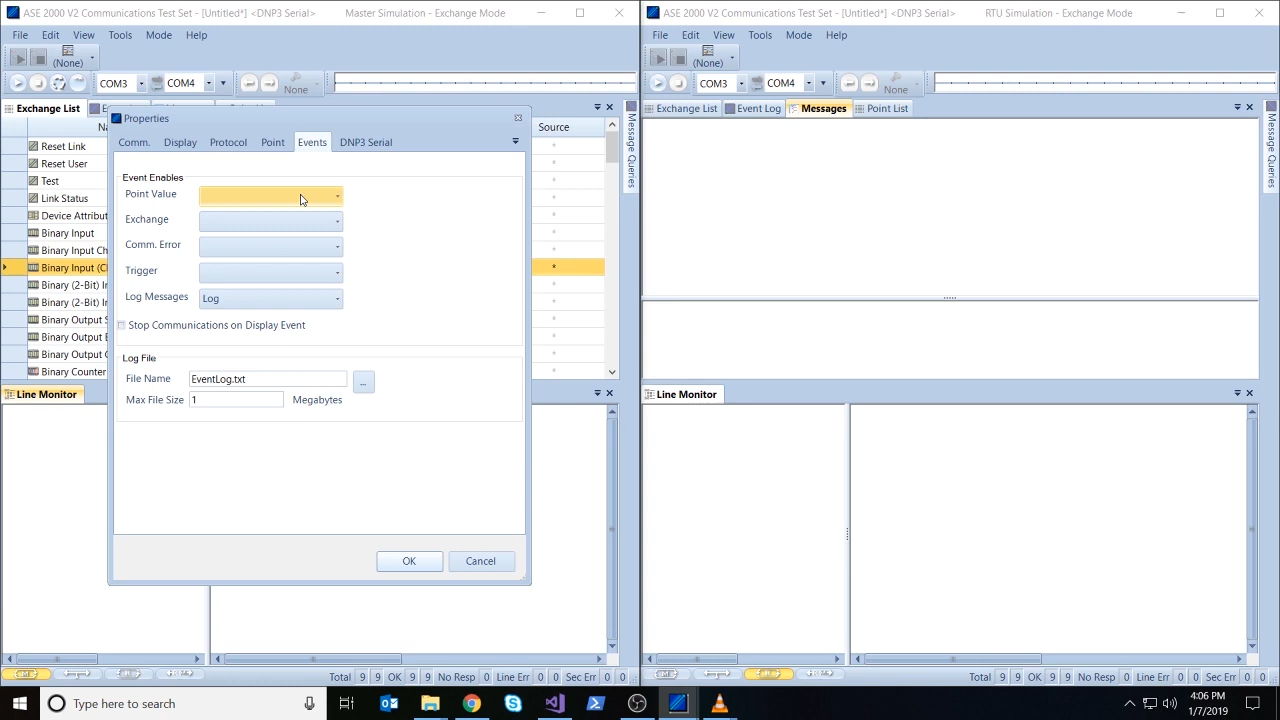 ASE 2000 V2 Communications Test Set - [Untitled*] <DNP3 Serial> Master Simulation - Exchange Mode
File Edit View Tools Mode Help
(None)
COM3 COM4 None
Exchange List
Source
Reset Link
Reset User
Test
Link Status
Device Attribut
Binary Input
Binary Input Ch
Binary Input (Cl
Binary (2-Bit) I
Binary (2-Bit) I
Binary Output S
Binary Output E
Binary Output C
Binary Counter
Message Queries
Properties
Comm. Display Protocol Point Events DNP3 Serial
Event Enables
Point Value
Exchange
Comm. Error
Trigger
Log Messages Log
Stop Communications on Display Event
Log File
File Name EventLog.txt ...
Max File Size 1 Megabytes
OK Cancel
Line Monitor
Total 9 9 OK 9 9 No Resp 0 Line Err 0 0 Sec Err 0 0
ASE 2000 V2 Communications Test Set - [Untitled*] <DNP3 Serial> RTU Simulation - Exchange Mode
File Edit View Tools Mode Help
(None)
COM3 COM4 None
Exchange List Event Log Messages Point List
Message Queries
Line Monitor
Total 9 9 OK 9 9 No Resp 0 Line Err 0 0 Sec Err 0 0
Type here to search
4:06 PM
1/7/2019